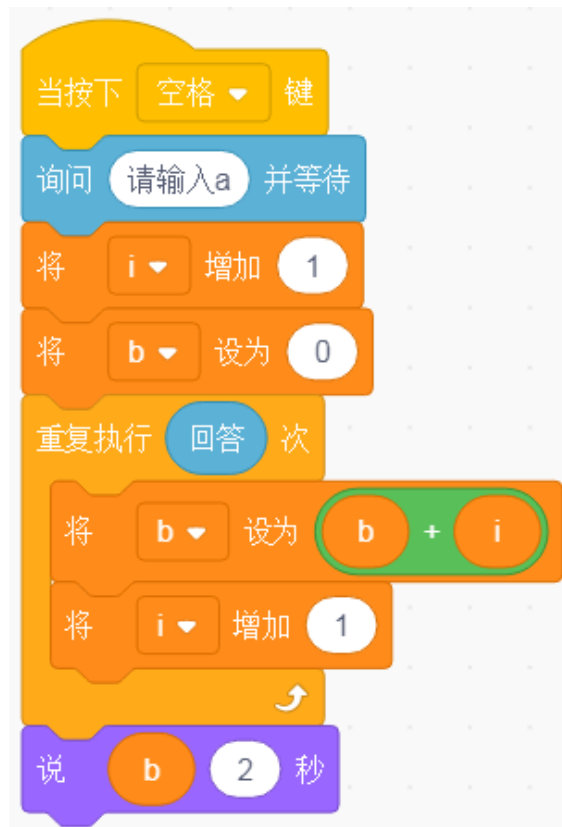 当按下 空格 键
询问 请输入a 并等待
将 i 增加 1
将 b 设为 0
重复执行 回答 次
将 b 设为 b + i
将 i 增加 1
说 b 2 秒